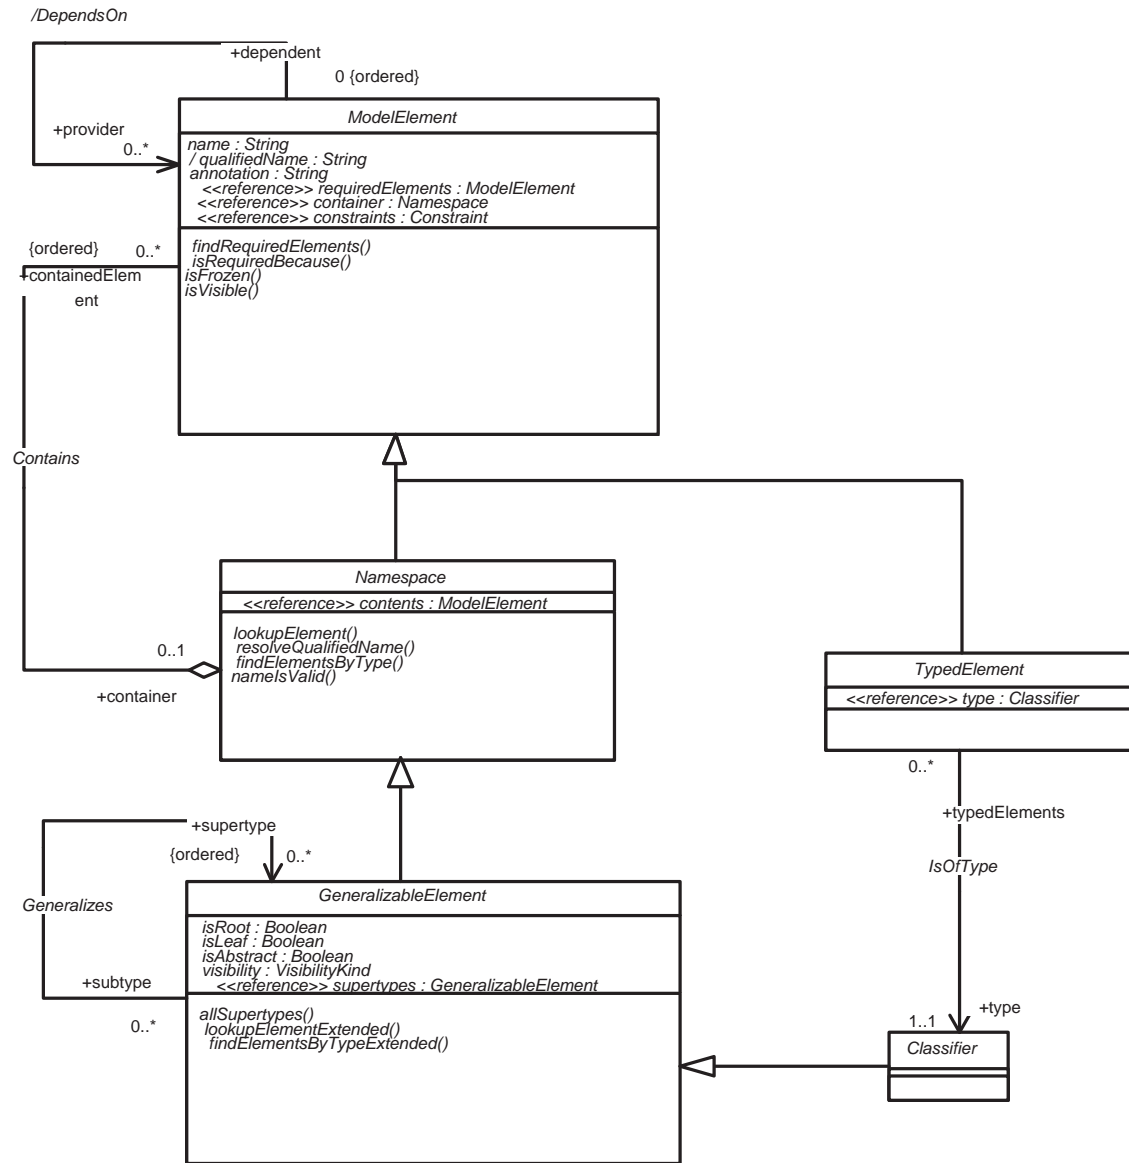 /DependsOn
+dependent
0 {ordered}
ModelElement
+provider
0..*
name : String
/ qualifiedName : String
annotation : String
<<reference>> requiredElements : ModelElement
<<reference>> container : Namespace
<<reference>> constraints : Constraint
{ordered}
0..*
+containedElem
ent
findRequiredElements()
isRequiredBecause()
isFrozen()
isVisible()
Contains
Namespace
<<reference>> contents : ModelElement
lookupElement()
resolveQualifiedName()
findElementsByType()
nameIsValid()
0..1
+container
TypedElement
<<reference>> type : Classifier
0..*
+typedElements
IsOfType
+supertype
{ordered}
0..*
Generalizes
GeneralizableElement
isRoot : Boolean
isLeaf : Boolean
isAbstract : Boolean
visibility : VisibilityKind
<<reference>> supertypes : GeneralizableElement
+subtype
0..*
allSupertypes()
lookupElementExtended()
findElementsByTypeExtended()
+type
1..1
Classifier